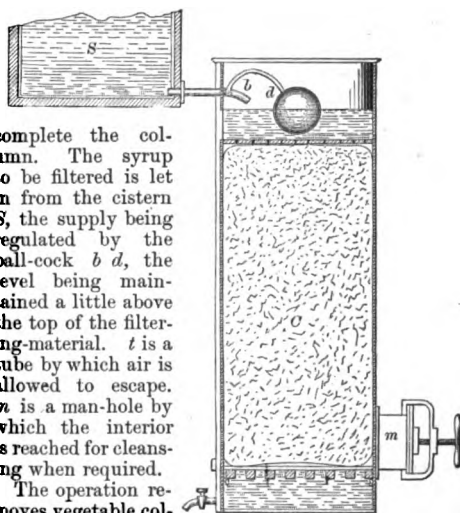 S
b
d
complete the col-
umn. The syrup
to be filtered is let
in from the cistern
S, the supply being
regulated by the
ball-cock b d, the
level being main-
tained a little above
the top of the filter-
ing-material. t is a
tube by which air is
allowed to escape.
m is a man-hole by
which the interior
is reached for cleans-
ing when required.
The operation re-
moves vegetable col-
C
m